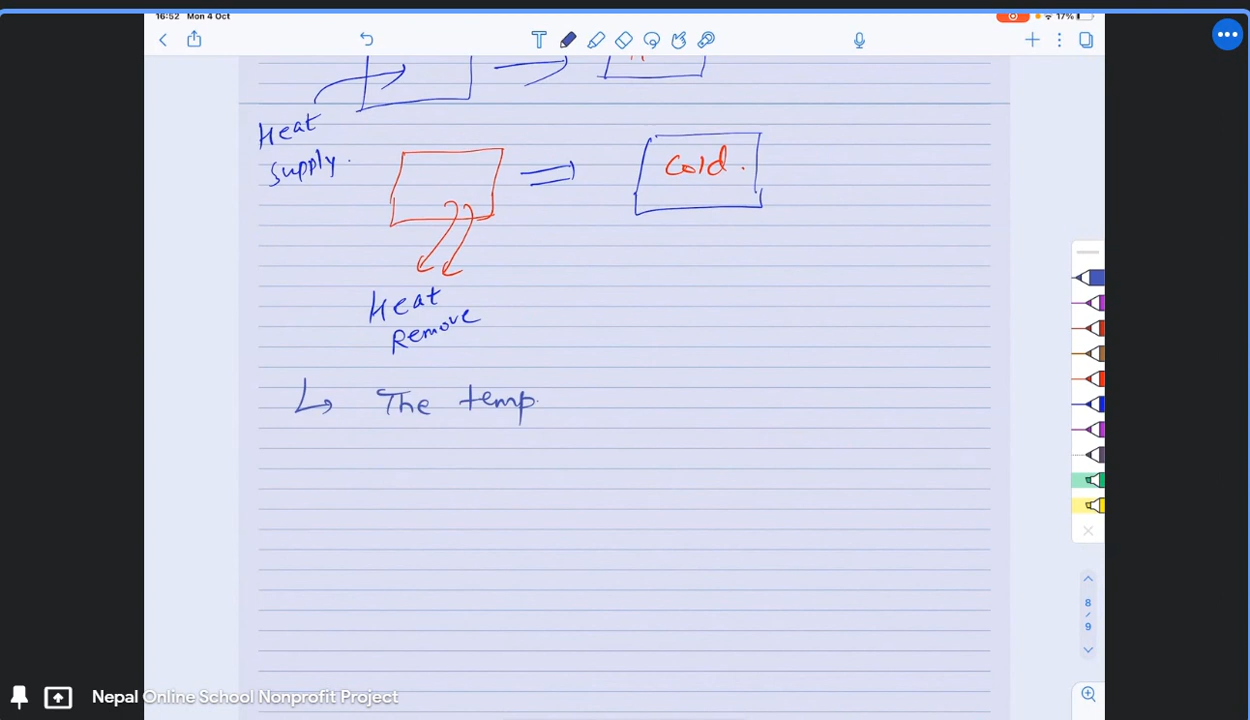 16:52 Mon 4 Oct
17%
T
Heat
supply.
Cold.
Heat
Remove
The temp.
8
/
9
Nepal Online School Nonprofit Project